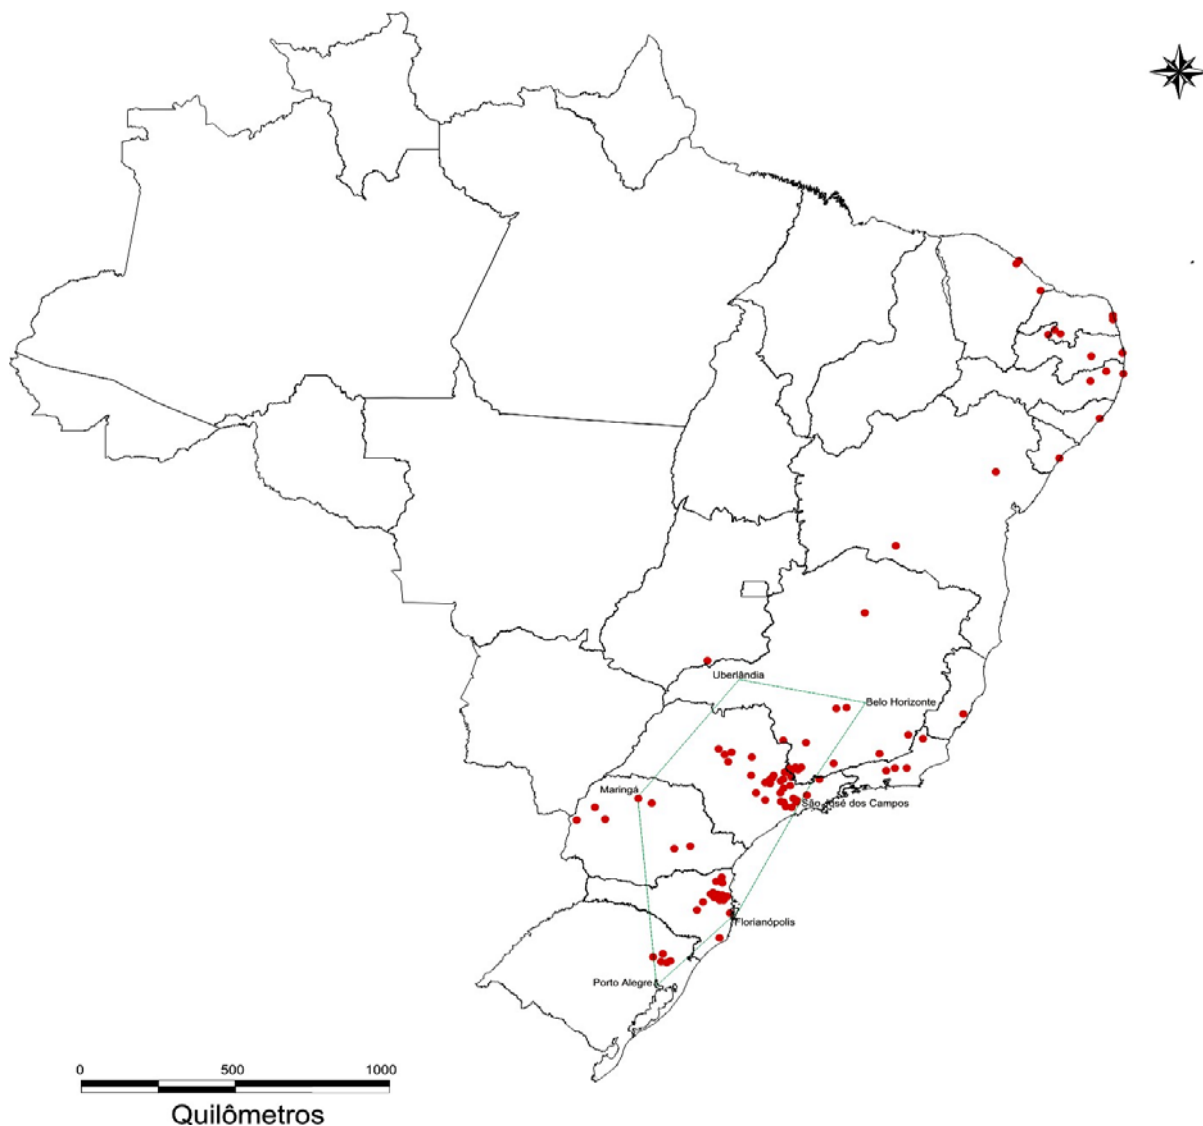 Uberlândia
Belo Horizonte
Maringá
São José dos Campos
Florianópolis
Porto Alegre
0 500 1000
Quilômetros